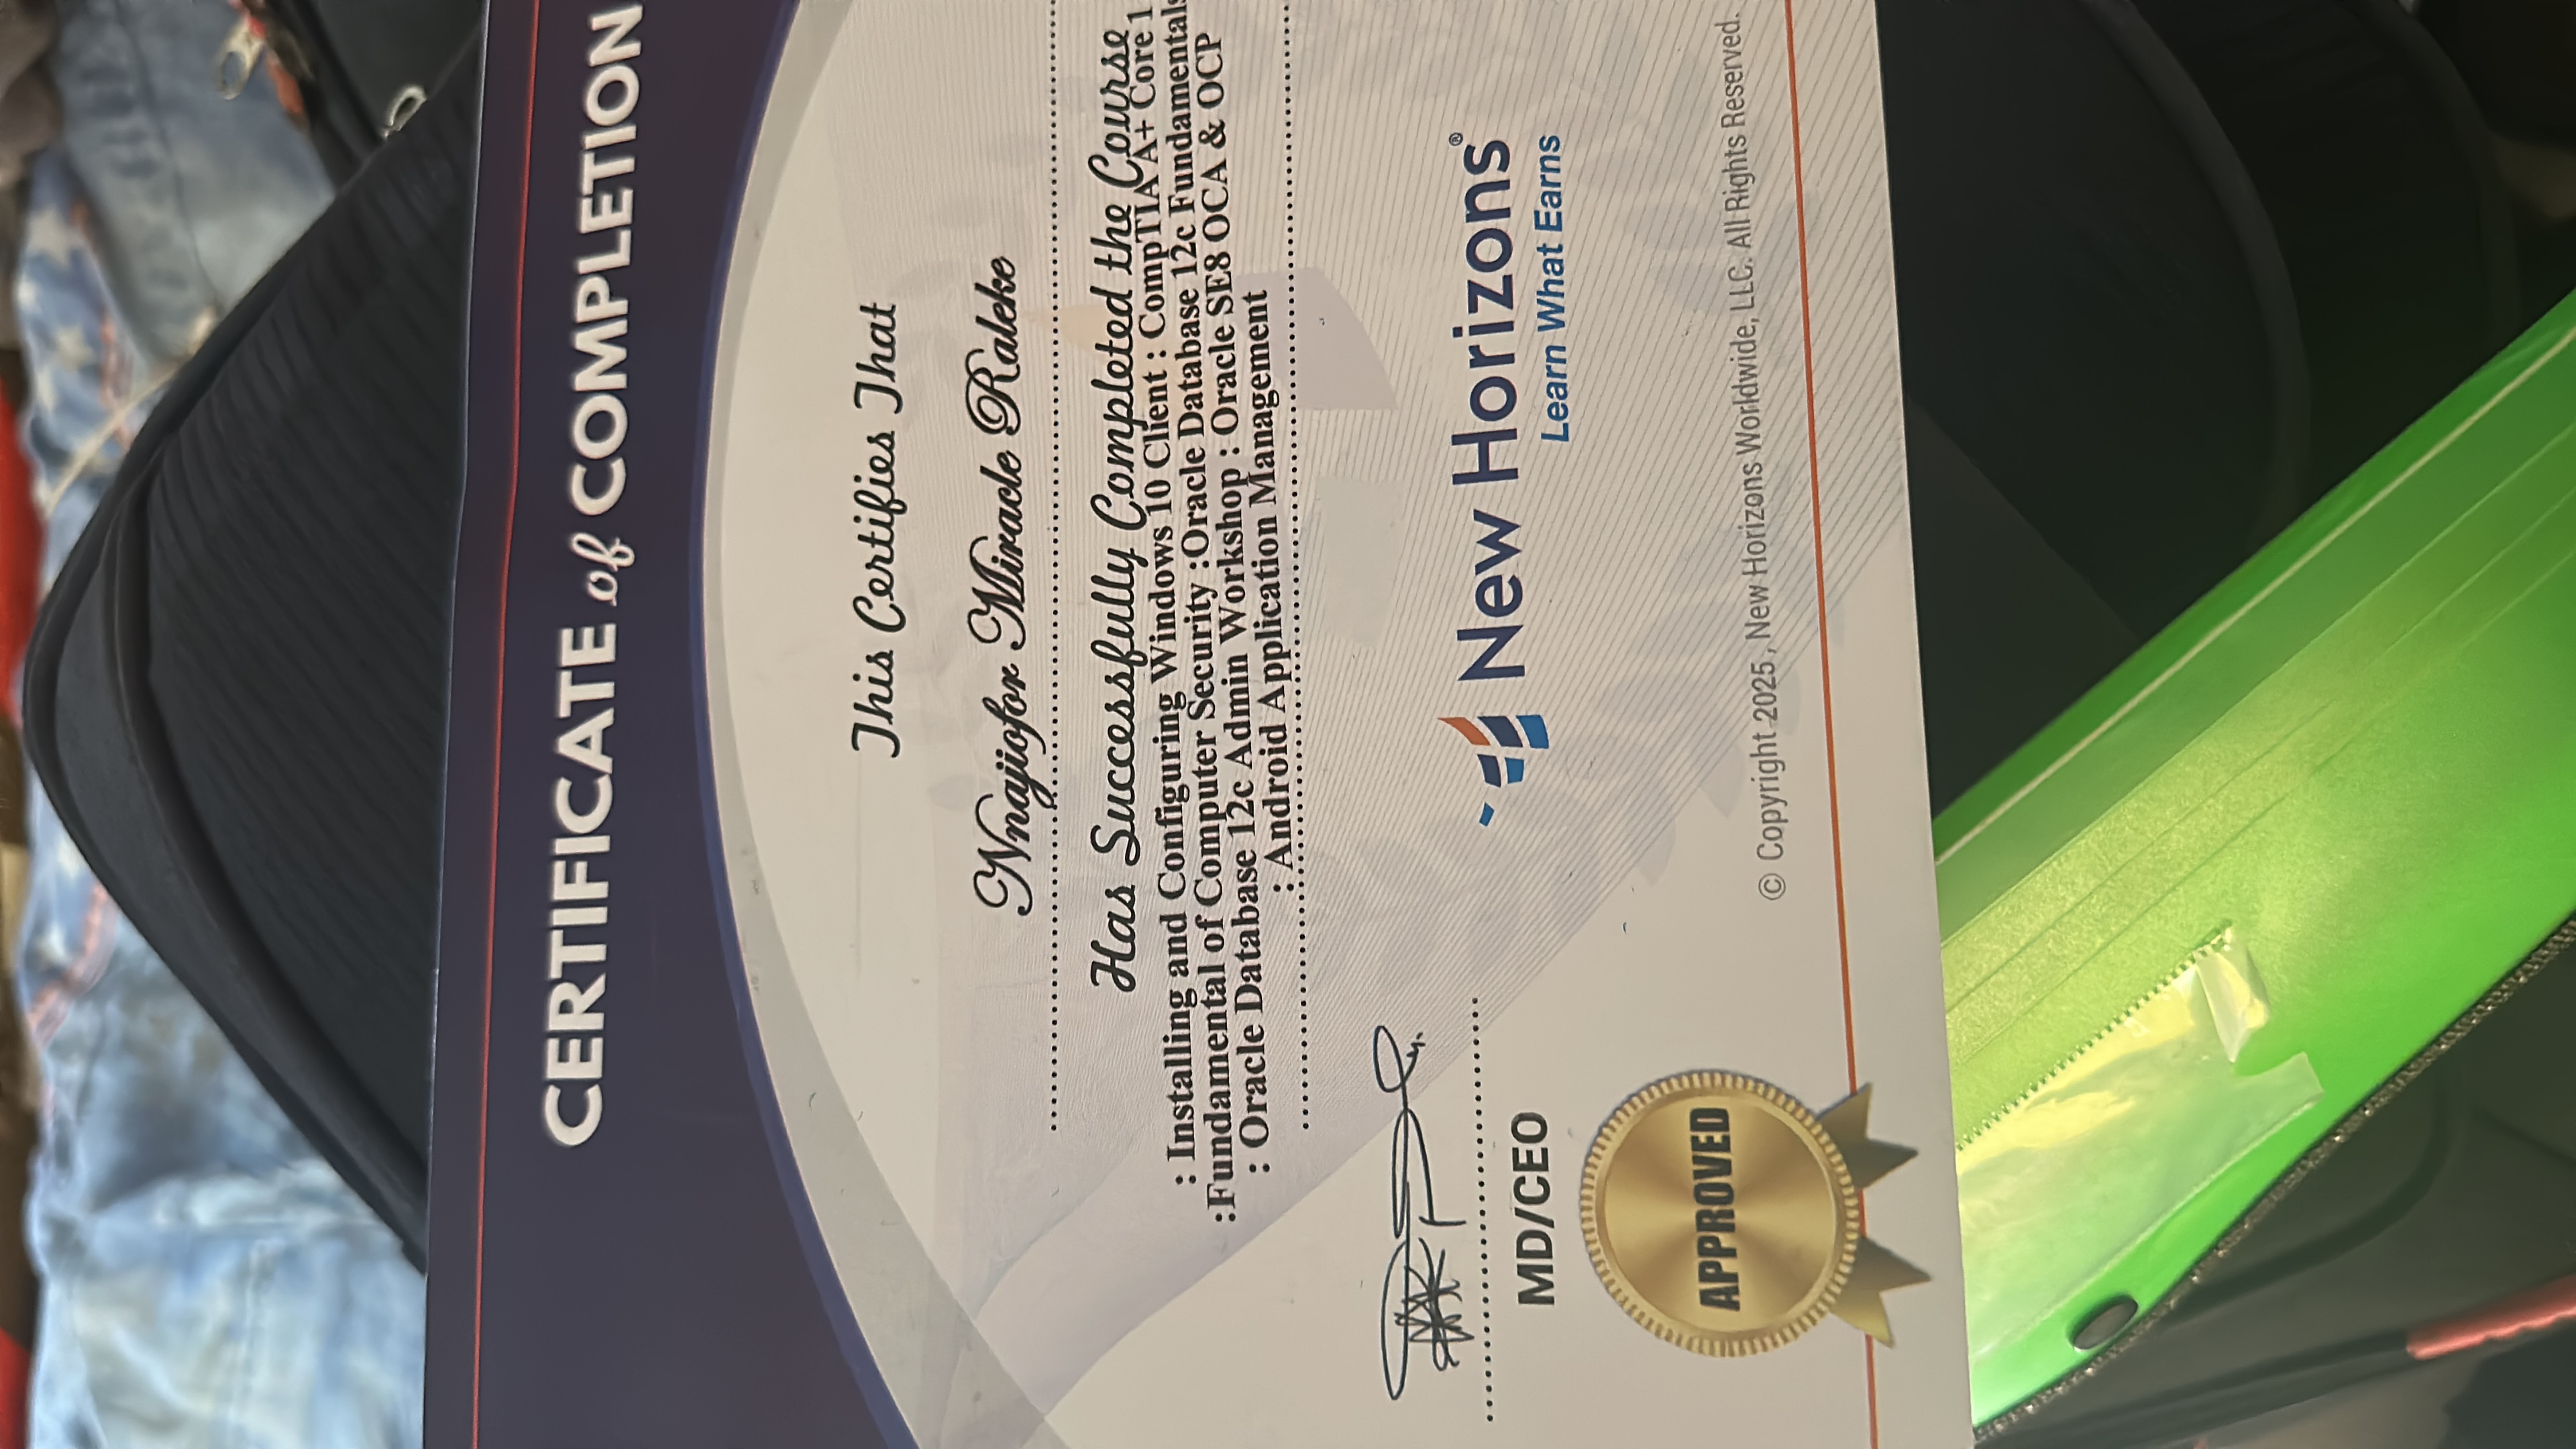 CERTIFICATE of COMPLETION
This Certifies That
Nnajiofor Miracle Raleke
Has Successfully Completed the Course
: Installing and Configuring Windows 10 Client : CompTIA A+ Core 1
:Fundamental of Computer Security :Oracle Database 12c Fundamentals
: Oracle Database 12c Admin Workshop : Oracle SE8 OCA & OCP
: Android Application Management
MD/CEO
New Horizons®
Learn What Earns
APPROVED
© Copyright 2025, New Horizons Worldwide, LLC. All Rights Reserved.